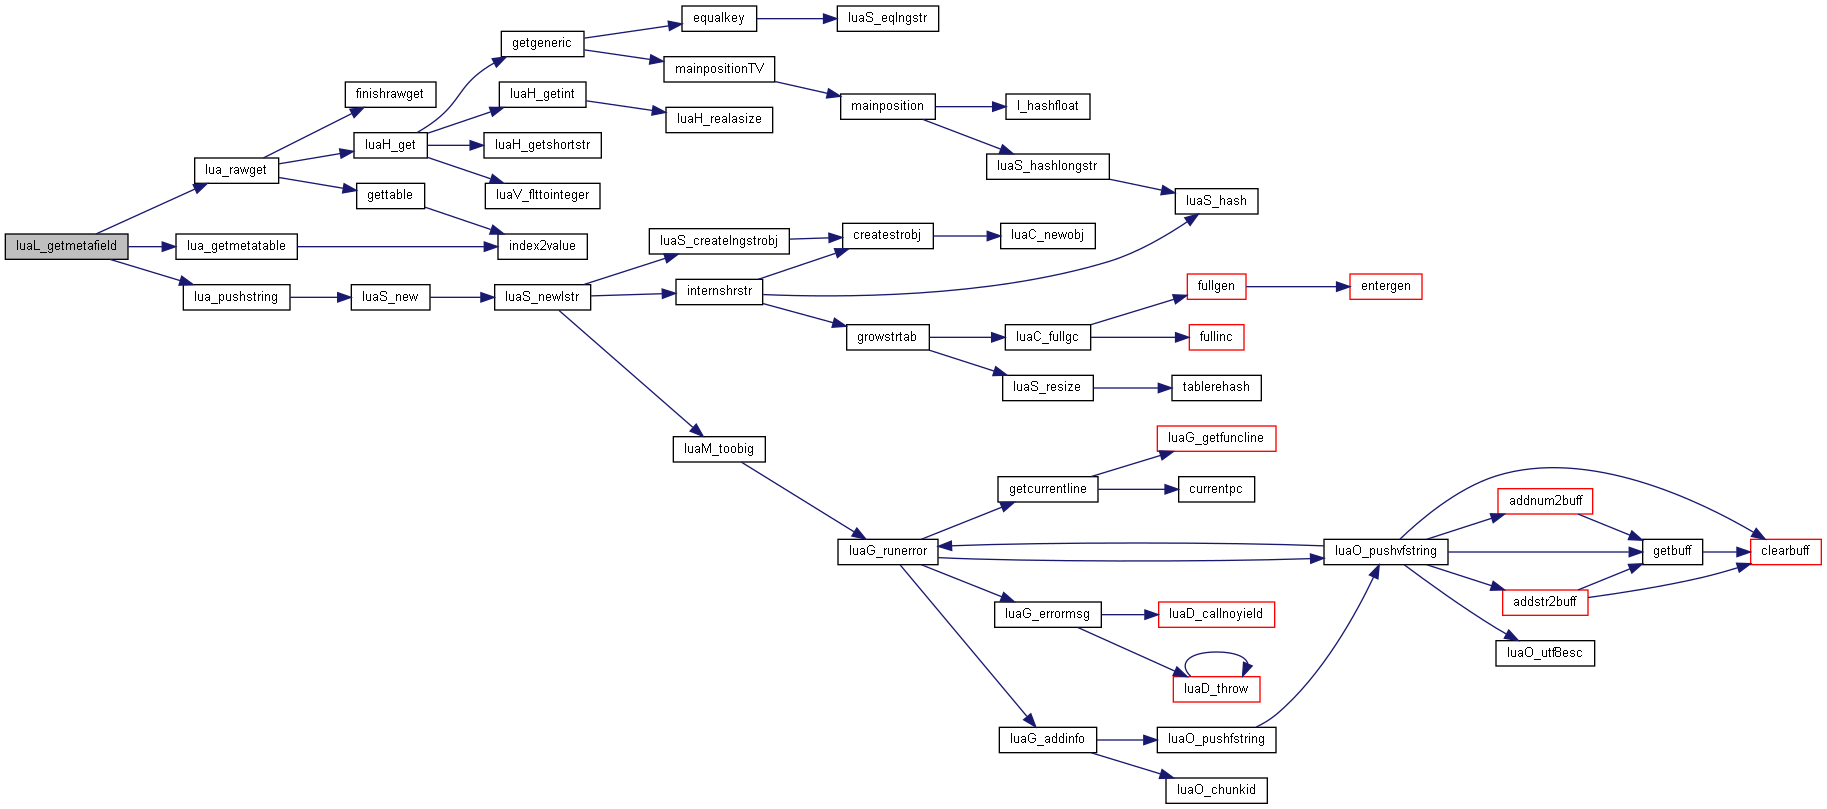 equalkey
luaS_eqlngstr
getgeneric
mainpositionTV
finishrawget
luaH_getint
mainposition
l_hashfloat
luaH_realasize
luaH_get
luaH_getshortstr
lua_rawget
luaS_hashlongstr
gettable
luaV_flttointeger
luaS_hash
luaL_getmetafield
lua_getmetatable
index2value
luaS_createlngstrobj
createstrobj
luaC_newobj
lua_pushstring
luaS_new
luaS_newlstr
internshrstr
fullgen
entergen
growstrtab
luaC_fullgc
fullinc
luaS_resize
tablerehash
luaM_toobig
luaG_getfuncline
getcurrentline
currentpc
addnum2buff
luaG_runerror
luaO_pushvfstring
getbuff
clearbuff
luaG_errormsg
luaD_callnoyield
addstr2buff
luaO_utf8esc
luaD_throw
luaG_addinfo
luaO_pushfstring
luaO_chunkid